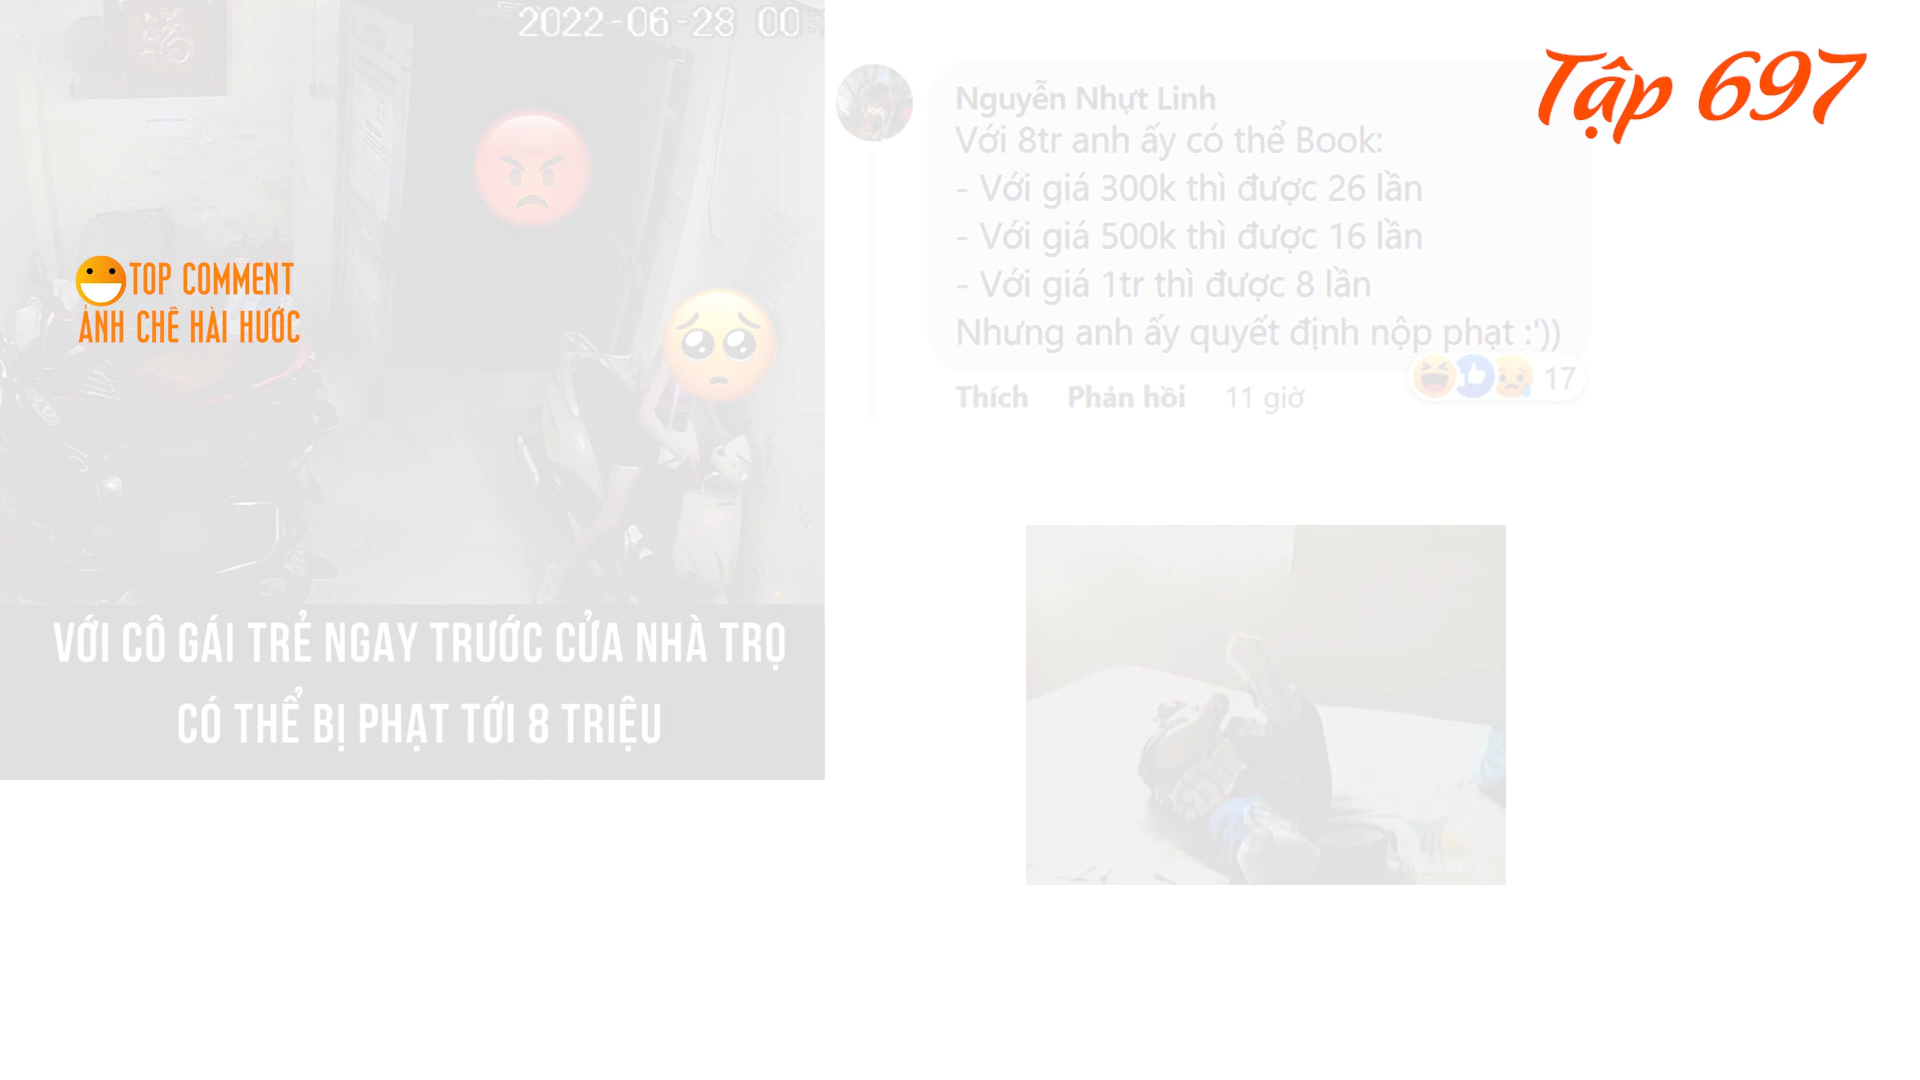 2022-06-28 00
TOP COMMENT
ẢNH CHẾ HÀI HƯỚC
VỚI CÔ GÁI TRẺ NGAY TRƯỚC CỬA NHÀ TRỌ
CÓ THỂ BỊ PHẠT TỚI 8 TRIỆU
Tập 697
Nguyễn Nhựt Linh
Với 8tr anh ấy có thể Book:
- Với giá 300k thì được 26 lần
- Với giá 500k thì được 16 lần
- Với giá 1tr thì được 8 lần
Nhưng anh ấy quyết định nộp phạt :'))
17
Thích Phản hồi 11 giờ